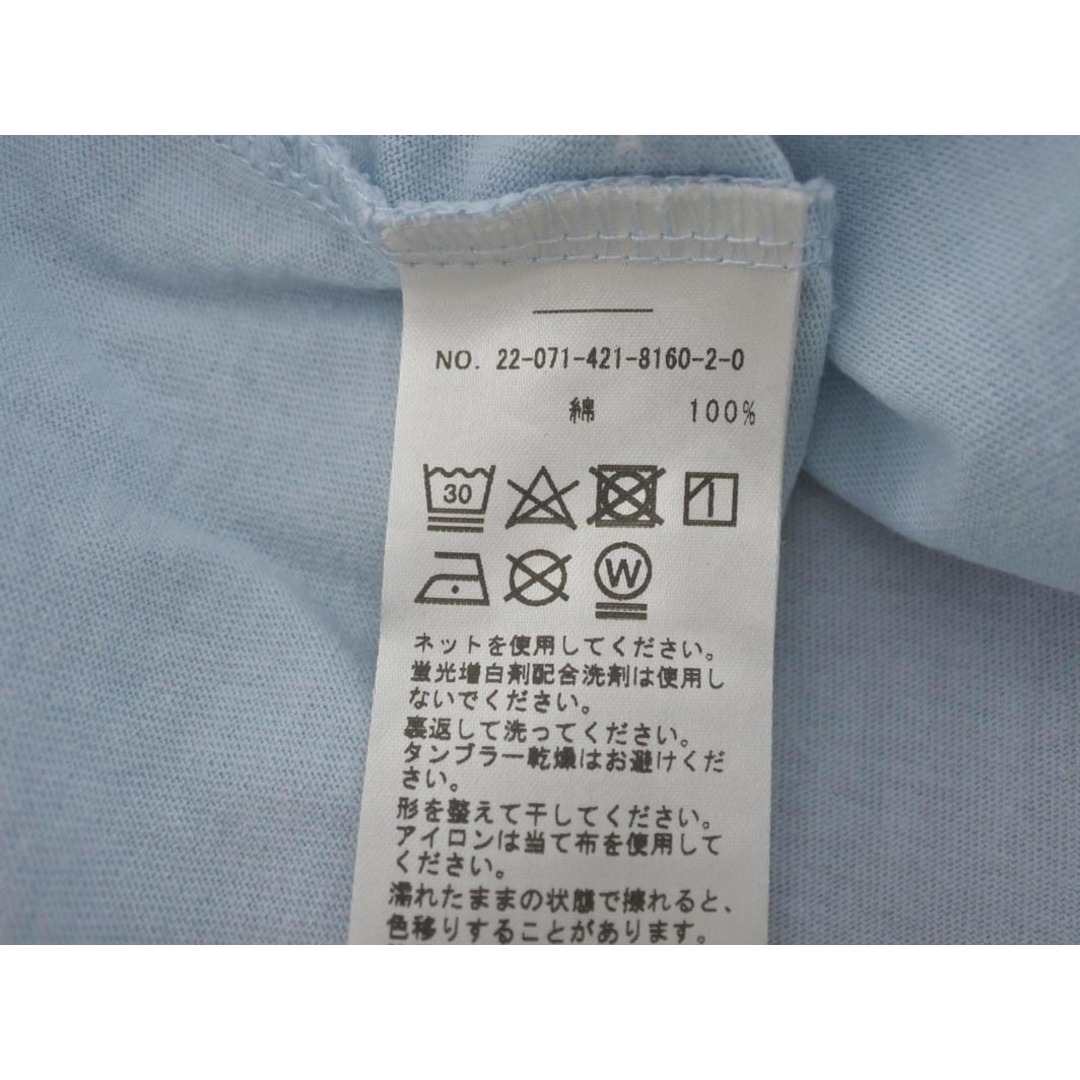 NO. 22-071-421-8160-2-0
綿 100%
30
W
ネットを使用してください。
蛍光増白剤配合洗剤は使用し
ないでください。
裏返して洗ってください。
タンブラー乾燥はお避けくだ
さい。
形を整えて干してください。
アイロンは当て布を使用して
ください。
濡れたままの状態で擦れると、
色移りすることがあります。